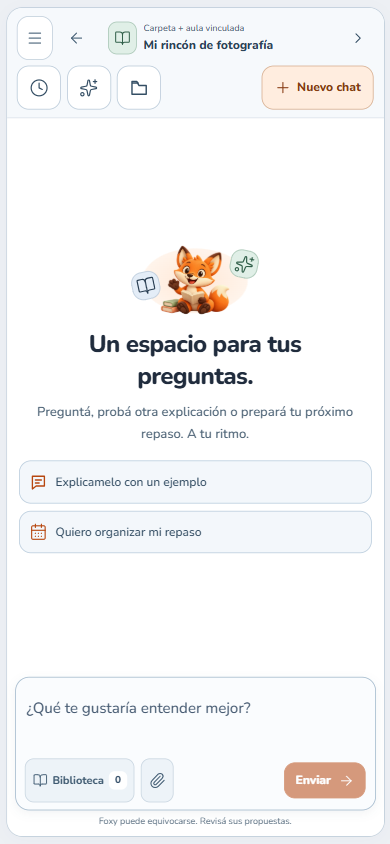 Carpeta + aula vinculada
Mi rincón de fotografía
Nuevo chat
Un espacio para tus
preguntas.
Preguntá, probá otra explicación o prepará tu próximo
repaso. A tu ritmo.
Explicamelo con un ejemplo
Quiero organizar mi repaso
¿Qué te gustaría entender mejor?
Biblioteca 0
Enviar
Foxy puede equivocarse. Revisá sus propuestas.